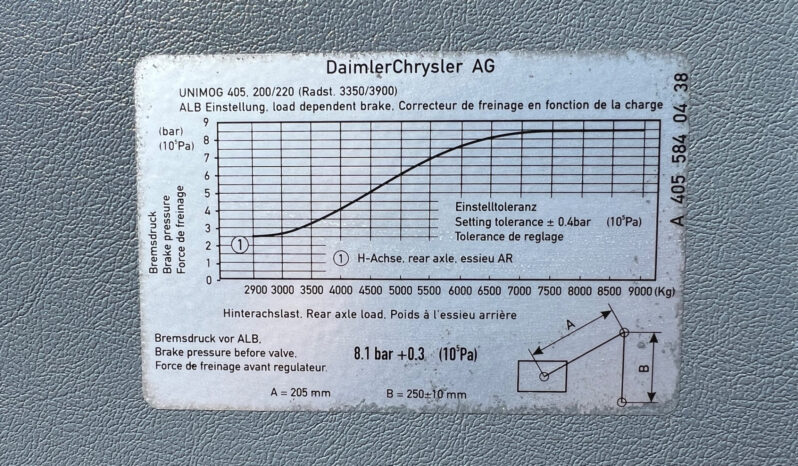 DaimlerChrysler AG
UNIMOG 405, 200/220 (Radst. 3350/3900)
ALB Einstellung, load dependent brake, Correcteur de freinage en fonction de la charge
A 405 584 04 38
(bar)
(10⁵Pa)
Bremsdruck
Brake pressure
Force de freinage
9
8
7
6
5
4
3
2
1
0
1
Einstelltoleranz
Setting tolerance ± 0.4bar (10⁵Pa)
Tolerance de reglage
1 H-Achse, rear axle, essieu AR
2900 3000 3500 4000 4500 5000 5500 6000 6500 7000 7500 8000 8500 9000 (Kg)
Hinterachslast, Rear axle load, Poids à l'essieu arrière
Bremsdruck vor ALB.
Brake pressure before valve.
Force de freinage avant regulateur.
8.1 bar +0.3 (10⁵Pa)
A = 205 mm
B = 250±10 mm
A
B